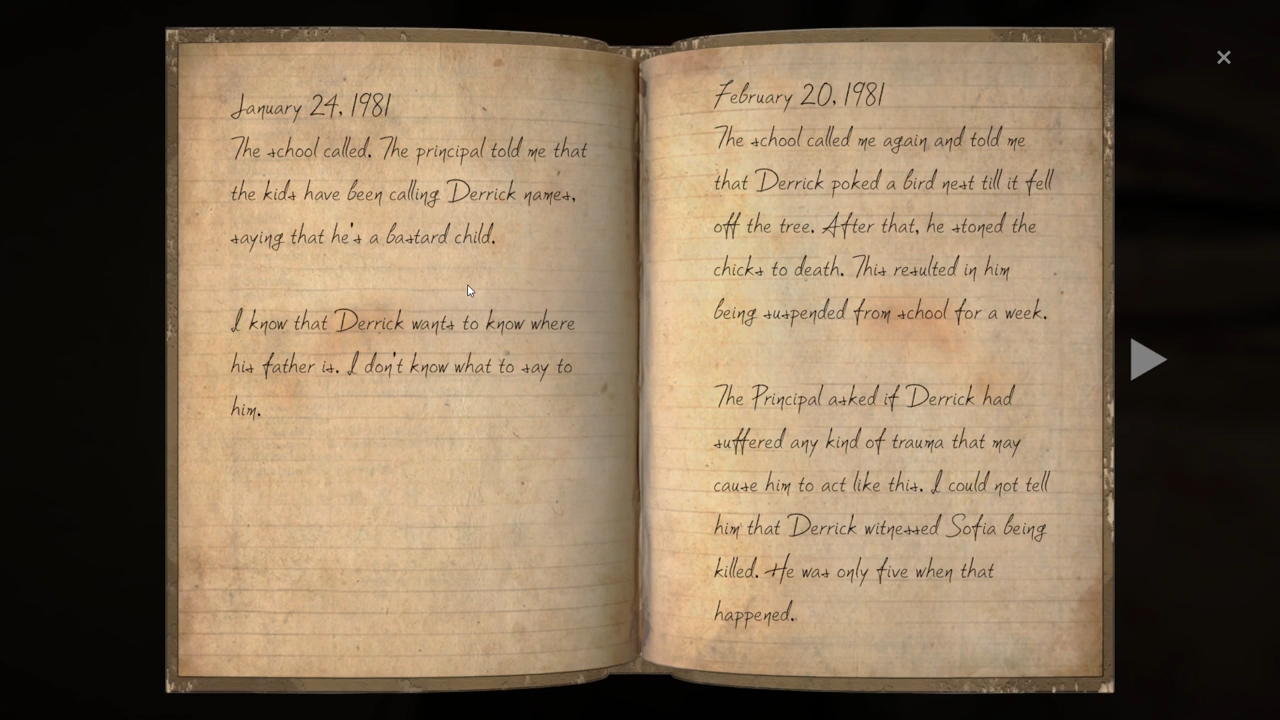 January 24, 1981
The school called. The principal told me that
the kids have been calling Derrick names,
saying that he's a bastard child.
I know that Derrick wants to know where
his father is. I don't know what to say to
him.
February 20, 1981
The school called me again and told me
that Derrick poked a bird nest till it fell
off the tree. After that, he stoned the
chicks to death. This resulted in him
being suspended from school for a week.
The Principal asked if Derrick had
suffered any kind of trauma that may
cause him to act like this. I could not tell
him that Derrick witnessed Sofia being
killed. He was only five when that
happened.